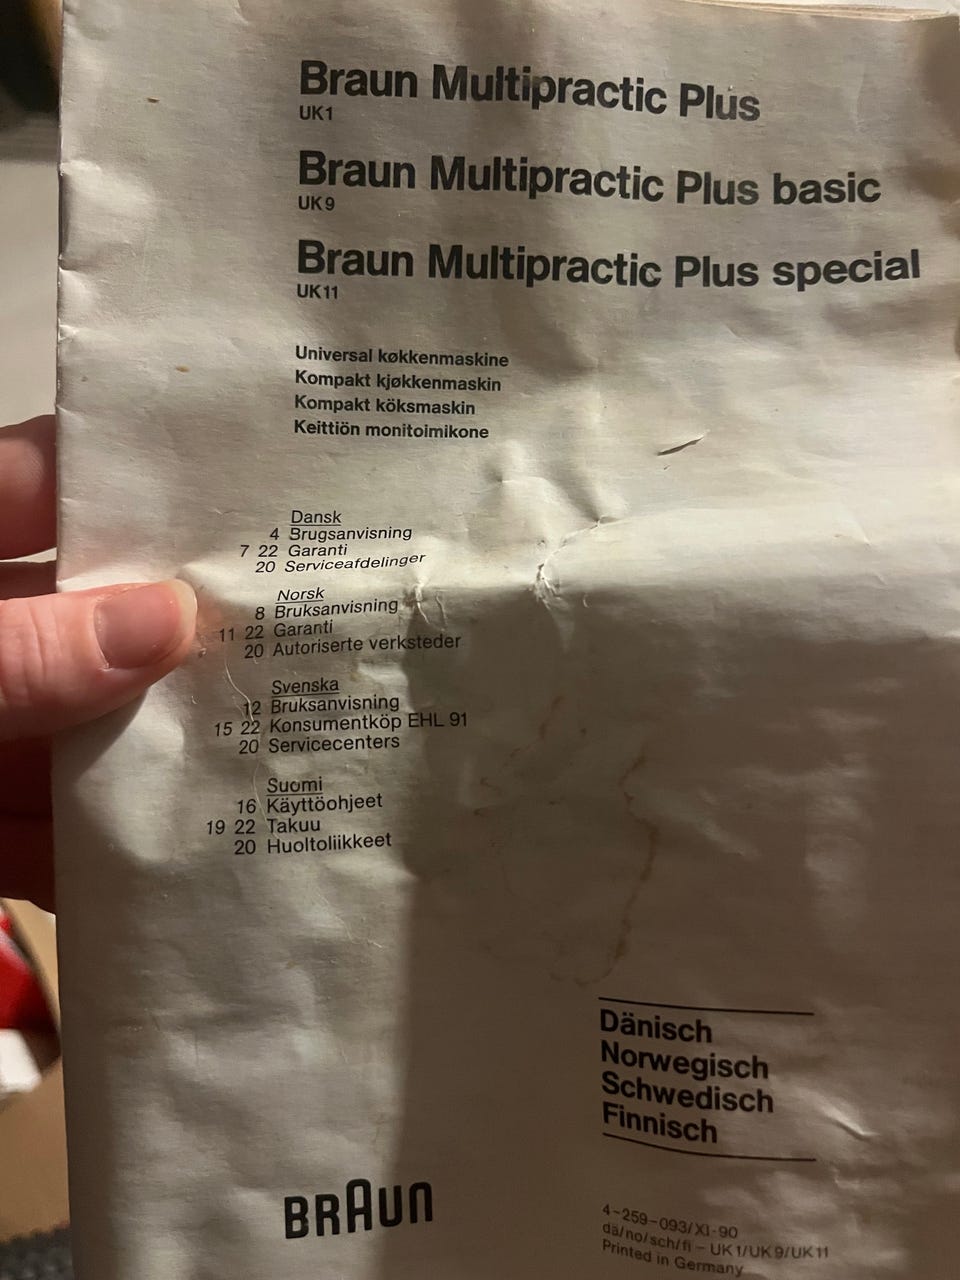 Braun Multipractic Plus
UK1
Braun Multipractic Plus basic
UK9
Braun Multipractic Plus special
UK11
Universal køkkenmaskine
Kompakt kjøkkenmaskin
Kompakt köksmaskin
Keittiön monitoimikone
Dansk
4 Brugsanvisning
7 22 Garanti
20 Serviceafdelinger
Norsk
8 Bruksanvisning
11 22 Garanti
20 Autoriserte verksteder
Svenska
12 Bruksanvisning
15 22 Konsumentköp EHL 91
20 Servicecenters
Suomi
16 Käyttöohjeet
19 22 Takuu
20 Huoltoliikkeet
Dänisch
Norwegisch
Schwedisch
Finnisch
BRAUN
4-259-093/XI-90
dä/no/sch/fi – UK1/UK9/UK11
Printed in Germany